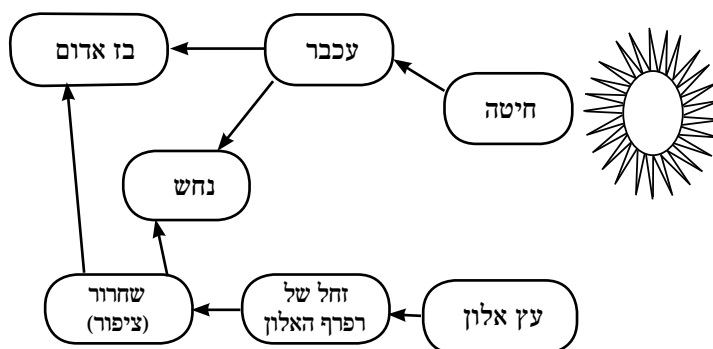 בז אדום
עכבר
חיטה
נחש
שחרור
(ציפור)
זחל של
רפרף האלון
עץ אלון